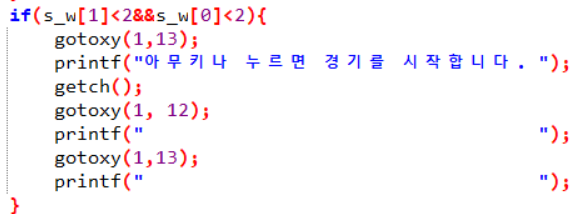 if(s_w[1]<2&&s_w[0]<2){
    gotoxy(1,13);
    printf("아무키나 누르면 경기를 시작합니다. ");
    getch();
    gotoxy(1, 12);
    printf("                                   ");
    gotoxy(1,13);
    printf("                                   ");
}